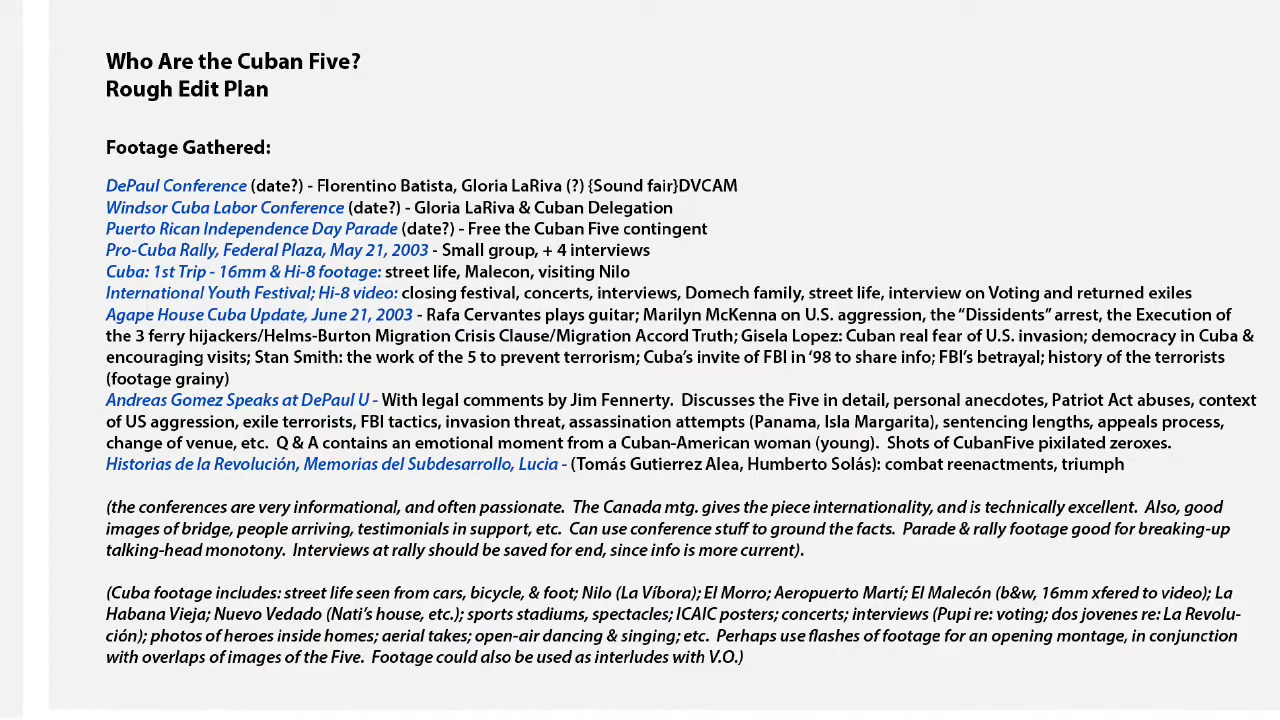 Who Are the Cuban Five?
Rough Edit Plan
Footage Gathered:
DePaul Conference (date?) - Florentino Batista, Gloria LaRiva (?) {Sound fair}DVCAM
Windsor Cuba Labor Conference (date?) - Gloria LaRiva & Cuban Delegation
Puerto Rican Independence Day Parade (date?) - Free the Cuban Five contingent
Pro-Cuba Rally, Federal Plaza, May 21, 2003 - Small group, + 4 interviews
Cuba: 1st Trip - 16mm & Hi-8 footage: street life, Malecon, visiting Nilo
International Youth Festival; Hi-8 video: closing festival, concerts, interviews, Domech family, street life, interview on Voting and returned exiles
Agape House Cuba Update, June 21, 2003 - Rafa Cervantes plays guitar; Marilyn McKenna on U.S. aggression, the “Dissidents” arrest, the Execution of
the 3 ferry hijackers/Helms-Burton Migration Crisis Clause/Migration Accord Truth; Gisela Lopez: Cuban real fear of U.S. invasion; democracy in Cuba &
encouraging visits; Stan Smith: the work of the 5 to prevent terrorism; Cuba’s invite of FBI in ‘98 to share info; FBI’s betrayal; history of the terrorists
(footage grainy)
Andreas Gomez Speaks at DePaul U - With legal comments by Jim Fennerty.  Discusses the Five in detail, personal anecdotes, Patriot Act abuses, context
of US aggression, exile terrorists, FBI tactics, invasion threat, assassination attempts (Panama, Isla Margarita), sentencing lengths, appeals process,
change of venue, etc.  Q & A contains an emotional moment from a Cuban-American woman (young).  Shots of CubanFive pixilated zeroxes.
Historias de la Revolución, Memorias del Subdesarrollo, Lucia - (Tomás Gutierrez Alea, Humberto Solás): combat reenactments, triumph
(the conferences are very informational, and often passionate.  The Canada mtg. gives the piece internationality, and is technically excellent.  Also, good
images of bridge, people arriving, testimonials in support, etc.  Can use conference stuff to ground the facts.  Parade & rally footage good for breaking-up
talking-head monotony.  Interviews at rally should be saved for end, since info is more current).
(Cuba footage includes: street life seen from cars, bicycle, & foot; Nilo (La Víbora); El Morro; Aeropuerto Martí; El Malecón (b&w, 16mm xfered to video); La
Habana Vieja; Nuevo Vedado (Nati’s house, etc.); sports stadiums, spectacles; ICAIC posters; concerts; interviews (Pupi re: voting; dos jovenes re: La Revolu-
ción); photos of heroes inside homes; aerial takes; open-air dancing & singing; etc.  Perhaps use flashes of footage for an opening montage, in conjunction
with overlaps of images of the Five.  Footage could also be used as interludes with V.O.)